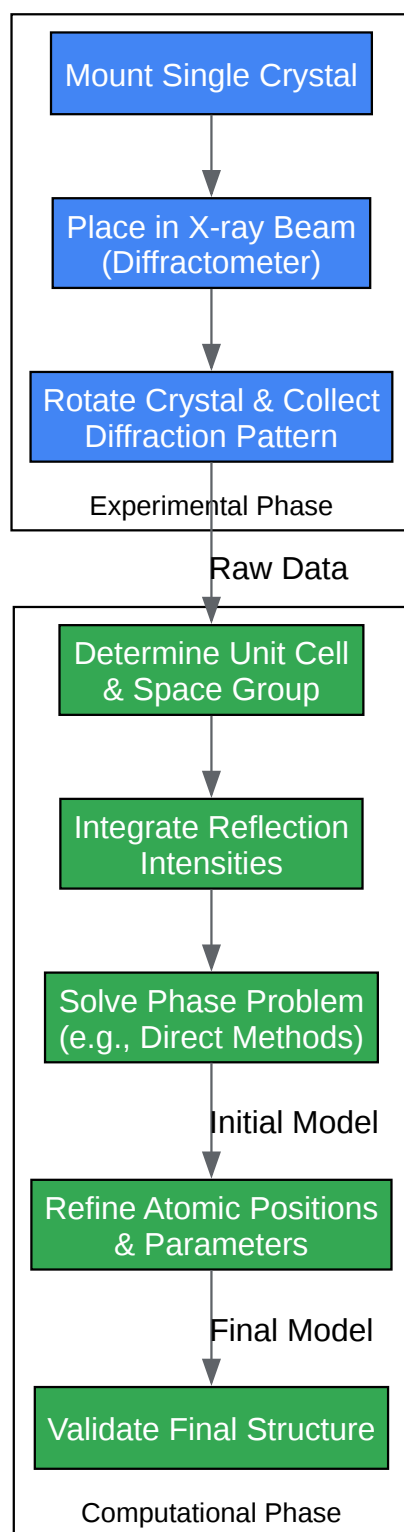 Mount Single Crystal
Place in X-ray Beam
(Diffractometer)
Rotate Crystal & Collect
Diffraction Pattern
Experimental Phase
Raw Data
Determine Unit Cell
& Space Group
Integrate Reflection
Intensities
Solve Phase Problem
(e.g., Direct Methods)
Initial Model
Refine Atomic Positions
& Parameters
Final Model
Validate Final Structure
Computational Phase